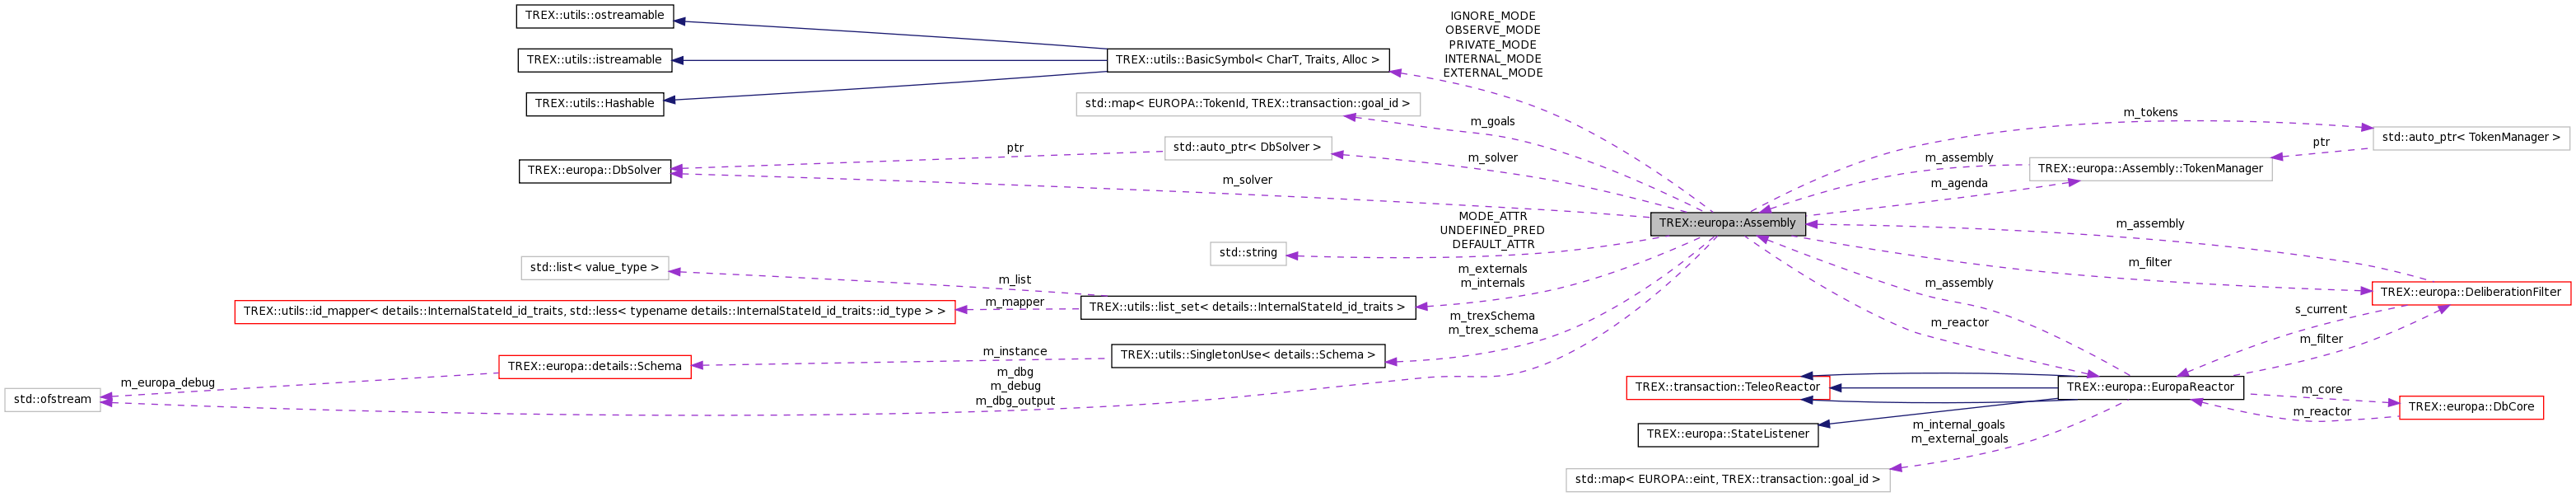 TREX::utils::ostreamable
IGNORE_MODE
OBSERVE_MODE
PRIVATE_MODE
INTERNAL_MODE
EXTERNAL_MODE
TREX::utils::istreamable
TREX::utils::BasicSymbol< CharT, Traits, Alloc >
TREX::utils::Hashable
std::map< EUROPA::TokenId, TREX::transaction::goal_id >
m_goals
m_tokens
std::auto_ptr< TokenManager >
ptr
std::auto_ptr< DbSolver >
ptr
m_solver
m_assembly
TREX::europa::DbSolver
TREX::europa::Assembly::TokenManager
m_solver
m_agenda
MODE_ATTR
UNDEFINED_PRED
DEFAULT_ATTR
TREX::europa::Assembly
m_assembly
std::string
std::list< value_type >
m_list
m_externals
m_internals
m_filter
m_assembly
TREX::europa::DeliberationFilter
m_mapper
TREX::utils::id_mapper< details::InternalStateId_id_traits, std::less< typename details::InternalStateId_id_traits::id_type > >
TREX::utils::list_set< details::InternalStateId_id_traits >
m_trexSchema
m_trex_schema
m_reactor
s_current
m_filter
m_instance
TREX::utils::SingletonUse< details::Schema >
TREX::europa::details::Schema
m_dbg
m_debug
m_dbg_output
m_europa_debug
std::ofstream
TREX::transaction::TeleoReactor
TREX::europa::EuropaReactor
m_core
m_reactor
TREX::europa::DbCore
TREX::europa::StateListener
m_internal_goals
m_external_goals
std::map< EUROPA::eint, TREX::transaction::goal_id >